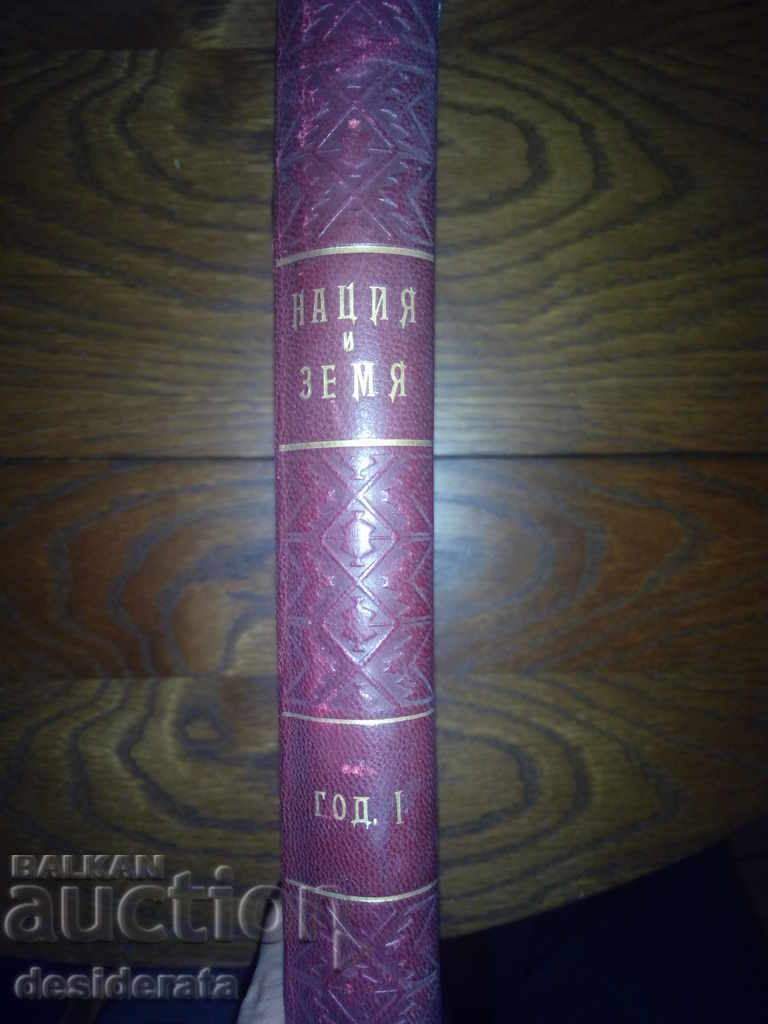 НАЦИЯ
и
ЗЕМЯ
год. I
BALKAN
auction
desiderata